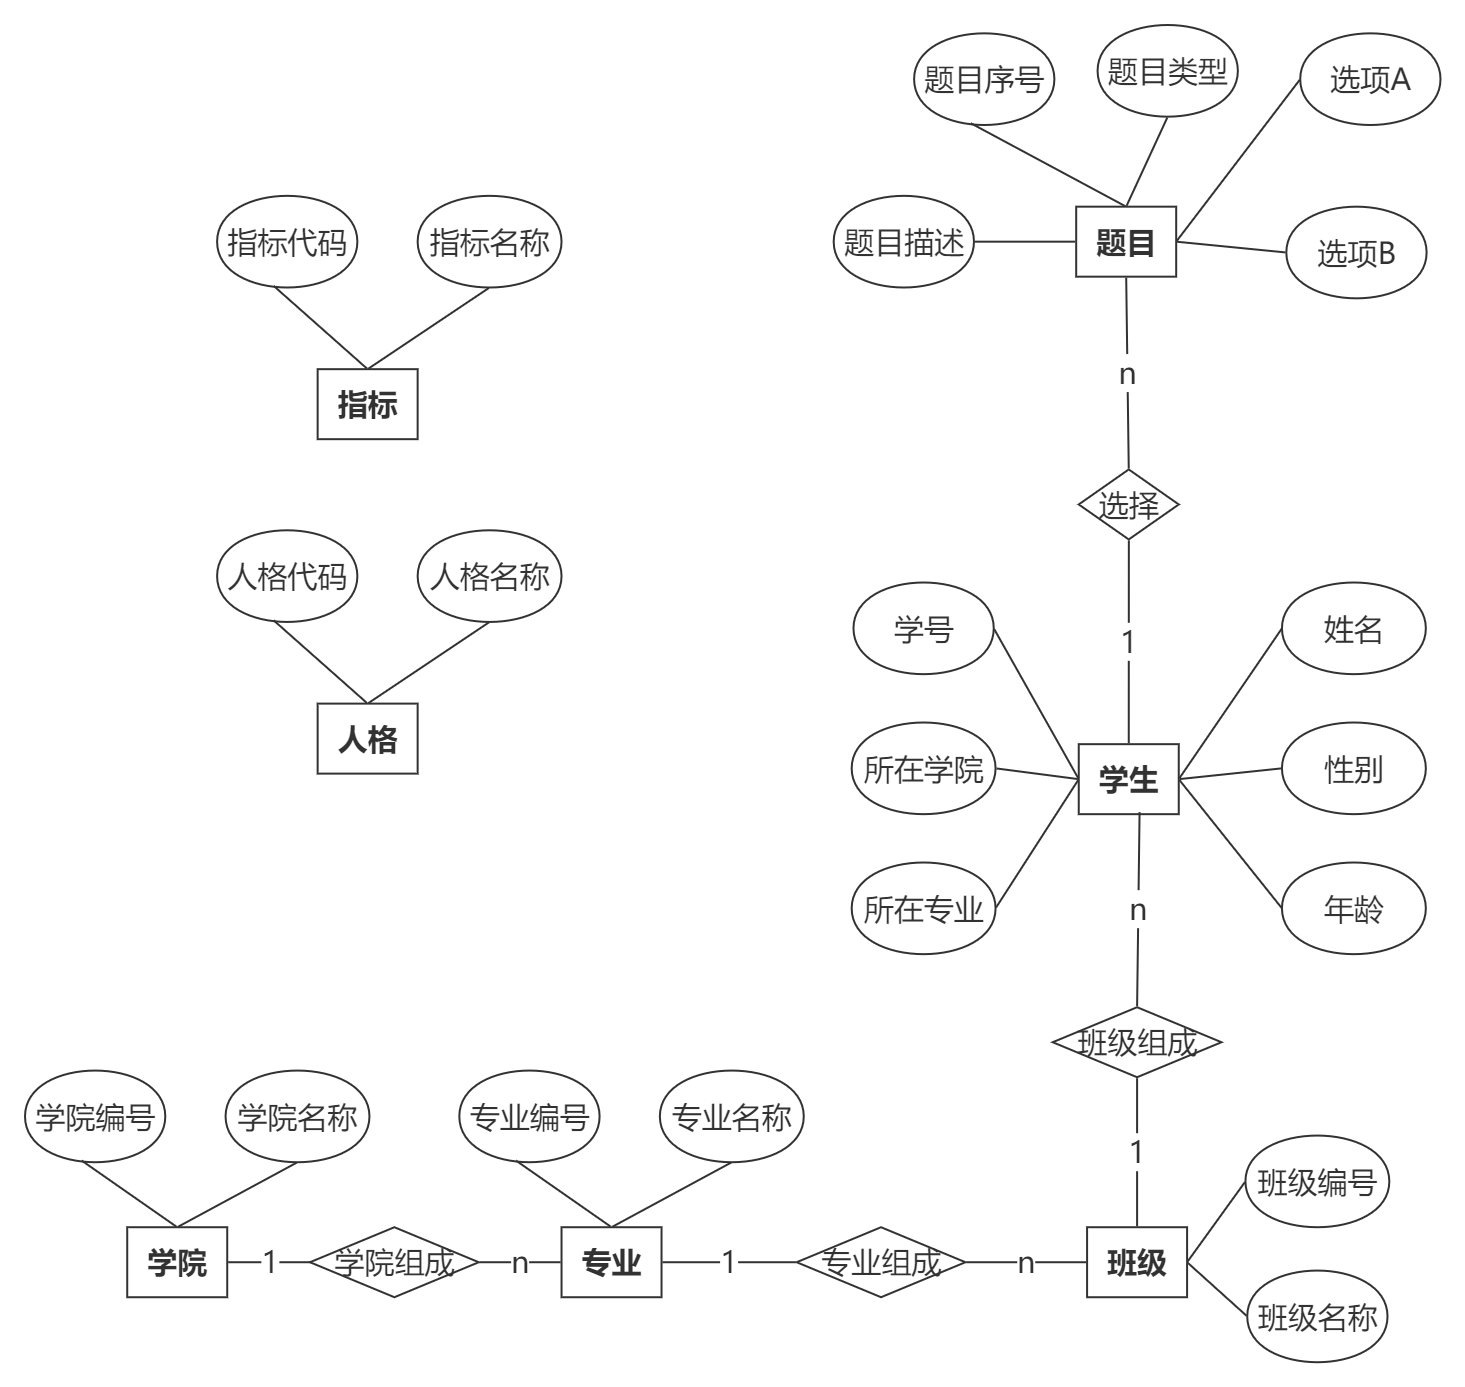 题目序号
题目类型
选项A
题目描述
题目
选项B
指标代码
指标名称
指标
n
选择
人格代码
人格名称
人格
1
学号
姓名
所在学院
学生
性别
所在专业
n
年龄
班级组成
1
学院编号
学院名称
专业编号
专业名称
班级编号
学院
1
学院组成
n
专业
1
专业组成
n
班级
班级名称